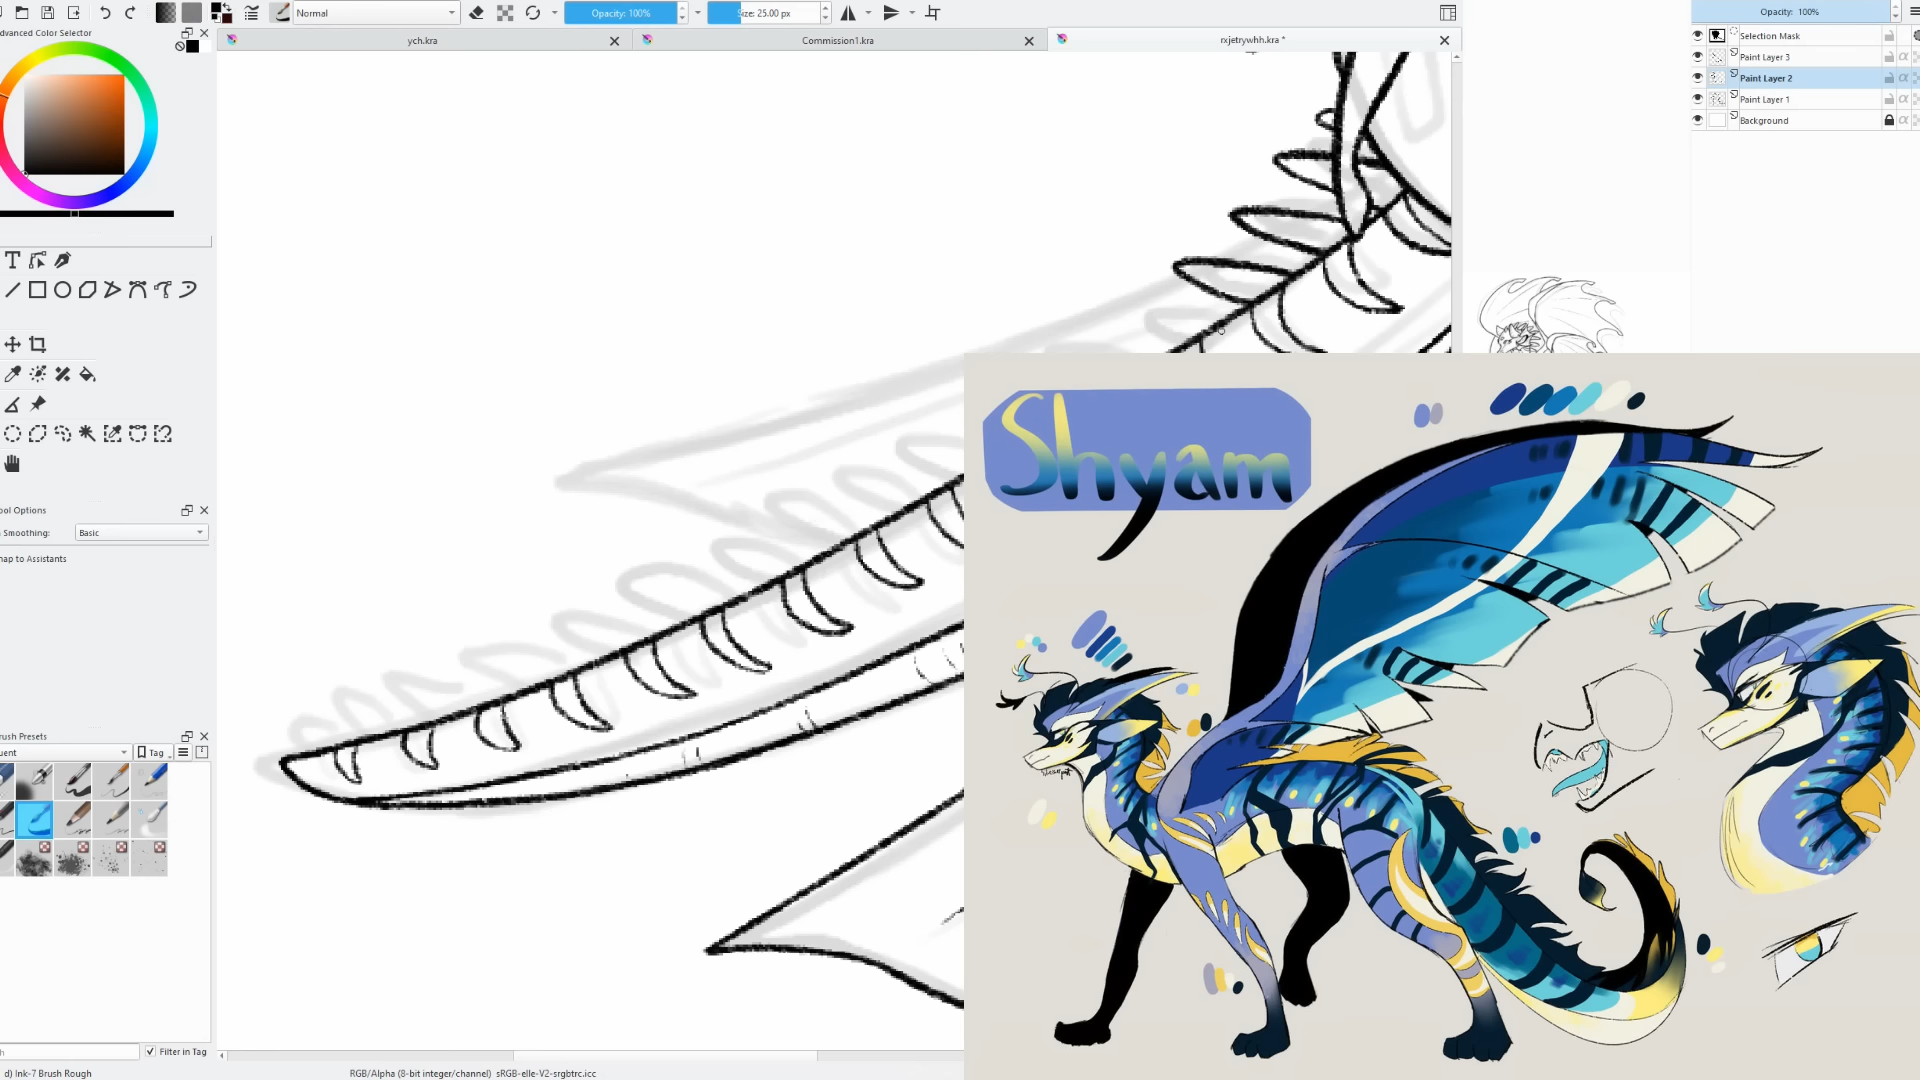 Normal
Opacity: 100%
Size: 25.00 px
Opacity: 100%
dvanced Color Selector
ych.kra
Commission1.kra
rxjetrywhh.kra *
Selection Mask
Paint Layer 3
Paint Layer 2
Paint Layer 1
Background
Shyam
ool Options
Smoothing:
Basic
nap to Assistants
rush Presets
uent
Tag
Filter in Tag
d) Ink-7 Brush Rough
RGB/Alpha (8-bit integer/channel) sRGB-elle-V2-srgbtrc.icc